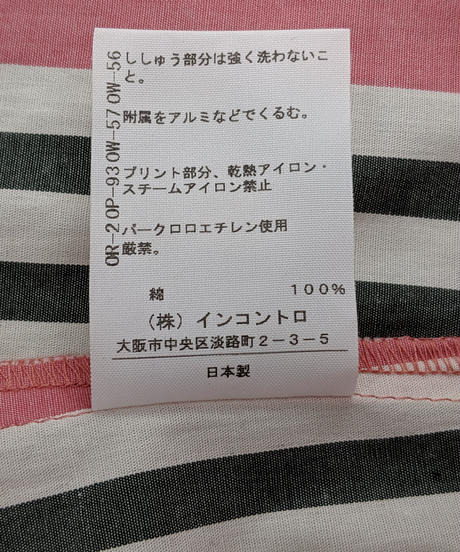 ししゅう部分は強く洗わないこ
と。
附属をアルミなどでくるむ。
プリント部分、乾熱アイロン・
スチームアイロン禁止
パークロロエチレン使用
厳禁。
OR-20P-930W-570W-56
綿 100%
(株)インコントロ
大阪市中央区淡路町2-3-5
日本製